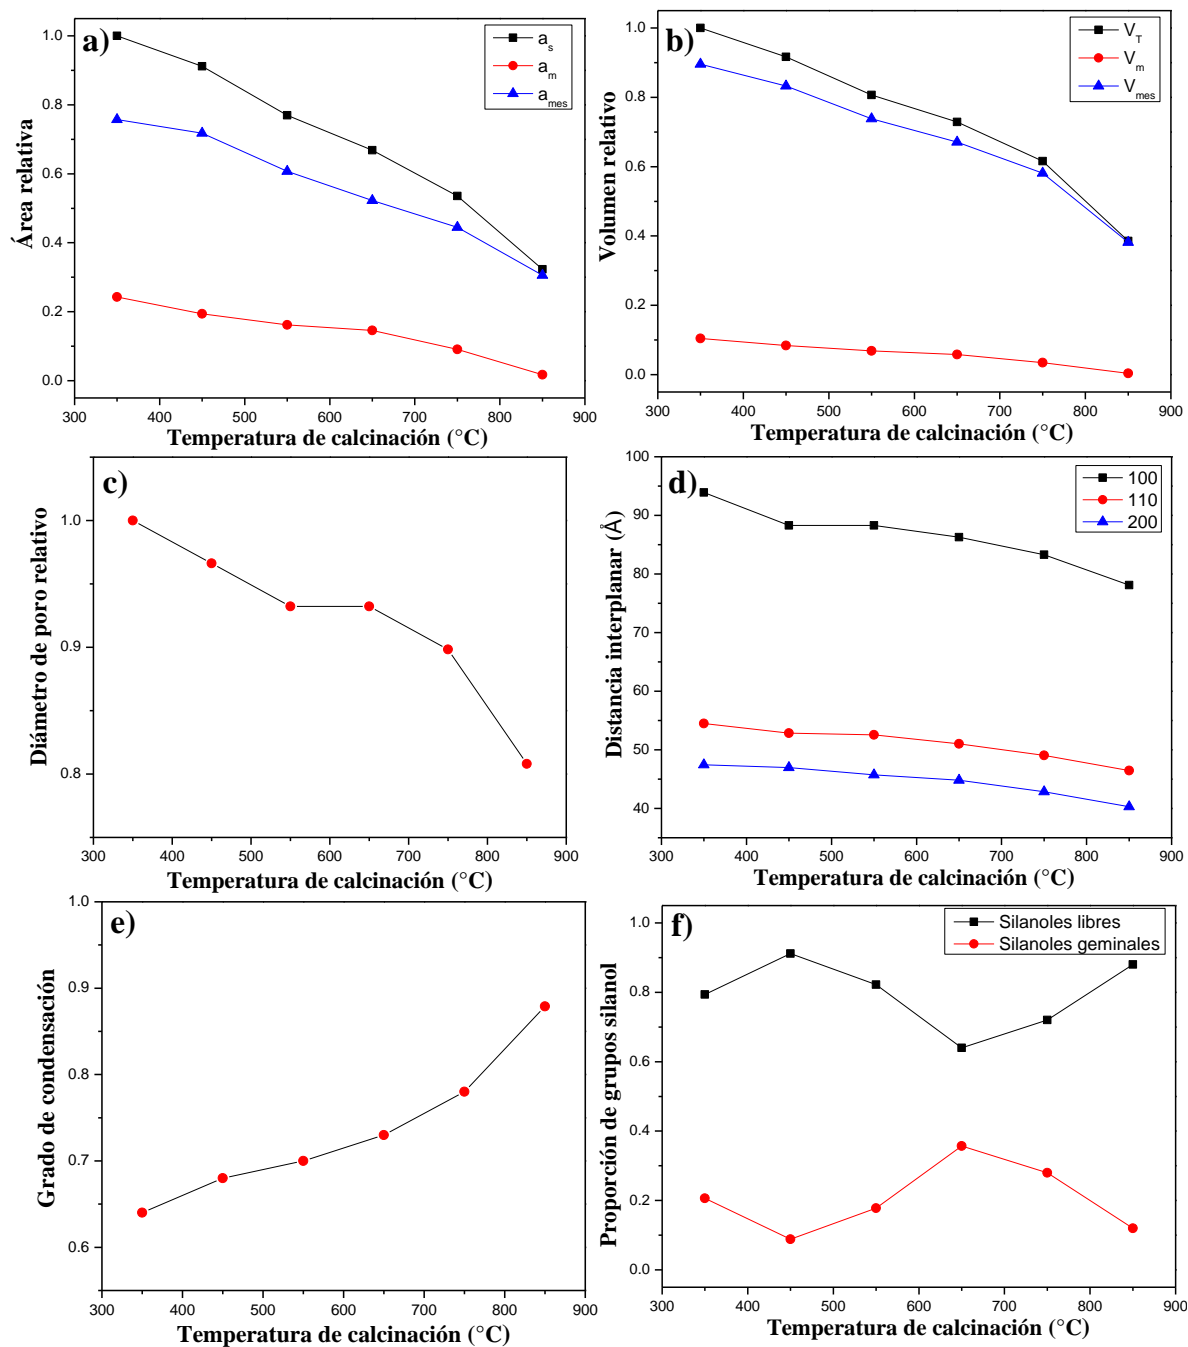 a)
a_s
a_m
a_mes
1.0
0.8
0.6
0.4
0.2
0.0
Área relativa
300 400 500 600 700 800 900
Temperatura de calcinación (°C)
b)
V_T
V_m
V_mes
1.0
0.8
0.6
0.4
0.2
0.0
Volumen relativo
300 400 500 600 700 800 900
Temperatura de calcinación (°C)
c)
1.0
0.9
0.8
Diámetro de poro relativo
300 400 500 600 700 800 900
Temperatura de calcinación (°C)
d)
100
110
200
100
90
80
70
60
50
40
Distancia interplanar (Å)
300 400 500 600 700 800 900
Temperatura de calcinación (°C)
e)
1.0
0.9
0.8
0.7
0.6
Grado de condensación
300 400 500 600 700 800 900
Temperatura de calcinación (°C)
f)
Silanoles libres
Silanoles geminales
1.0
0.8
0.6
0.4
0.2
0.0
Proporción de grupos silanol
300 400 500 600 700 800 900
Temperatura de calcinación (°C)